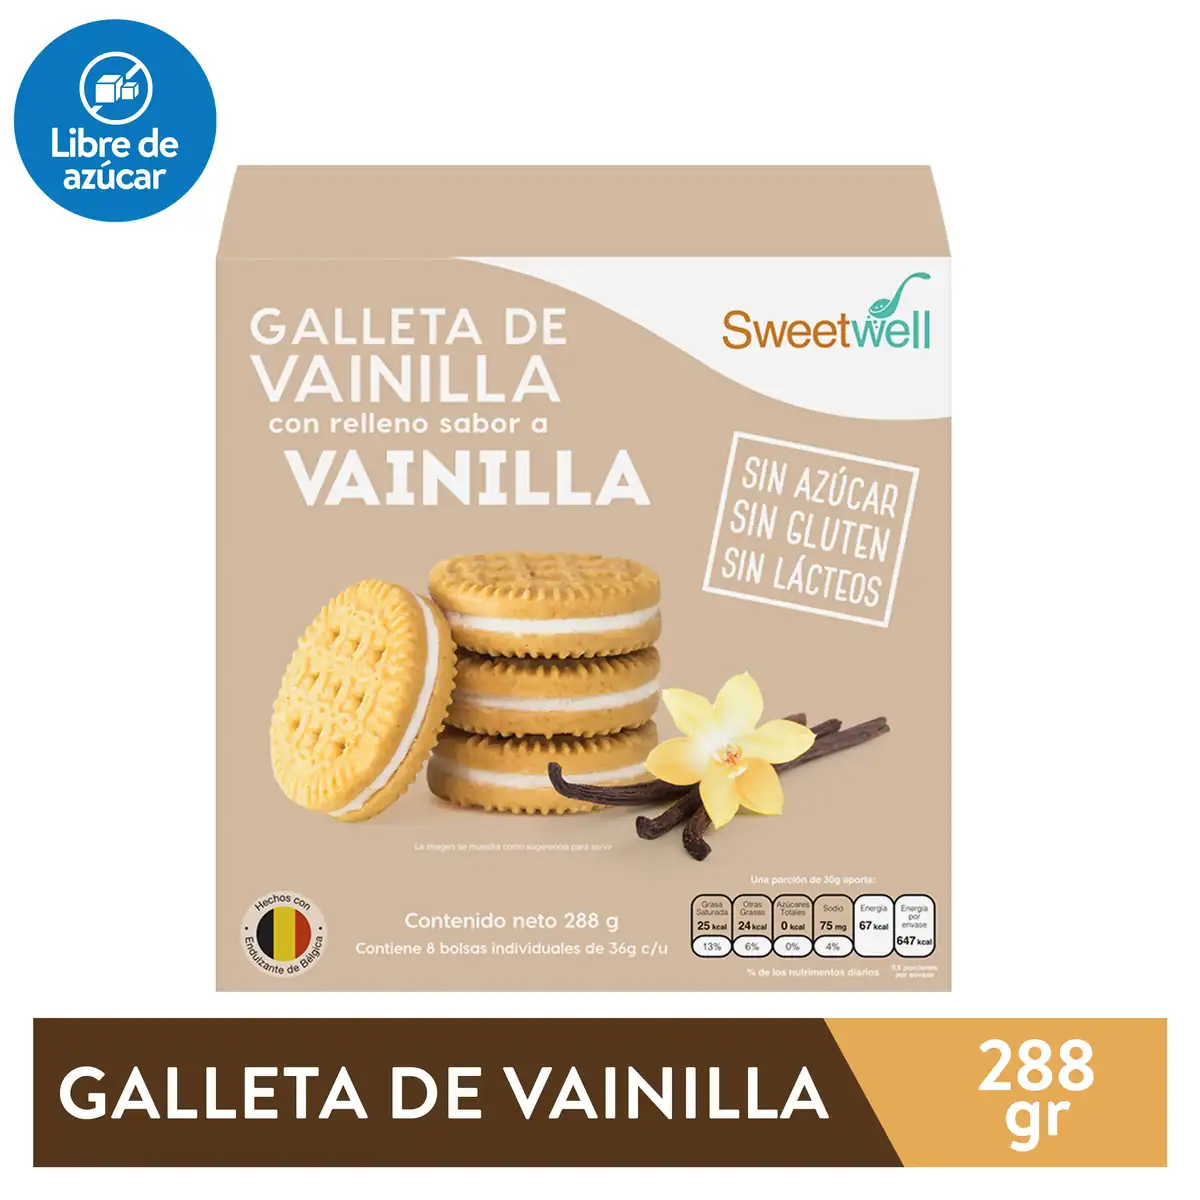 Libre de
azúcar
Sweetwell
GALLETA DE
VAINILLA
con relleno sabor a
VAINILLA
SIN AZÚCAR
SIN GLUTEN
SIN LÁCTEOS
La imagen se muestra como sugerencia para servir
Hechos con
Endulzante de Bélgica
Contenido neto 288 g
Contiene 8 bolsas individuales de 36g c/u
Una porción de 30g aporta:
Grasa Saturada 25 kcal 13%
Otras Grasas 24 kcal 6%
Azúcares Totales 0 kcal 0%
Sodio 75 mg 4%
Energía 67 kcal
Energía por envase 647 kcal
% de los nutrimentos diarios
porciones por envase
GALLETA DE VAINILLA
288
gr